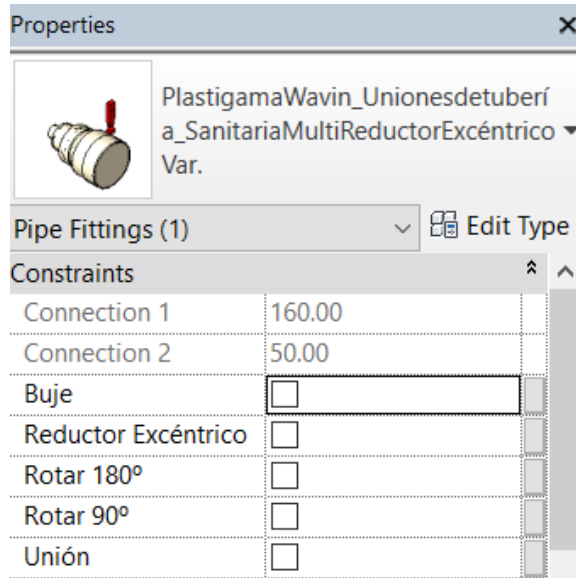 Properties
PlastigamaWavin_Unionesdetuberí
a_SanitariaMultiReductorExcéntrico
Var.
Pipe Fittings (1)
Edit Type
Constraints
Connection 1 160.00
Connection 2 50.00
Buje
Reductor Excéntrico
Rotar 180º
Rotar 90º
Unión